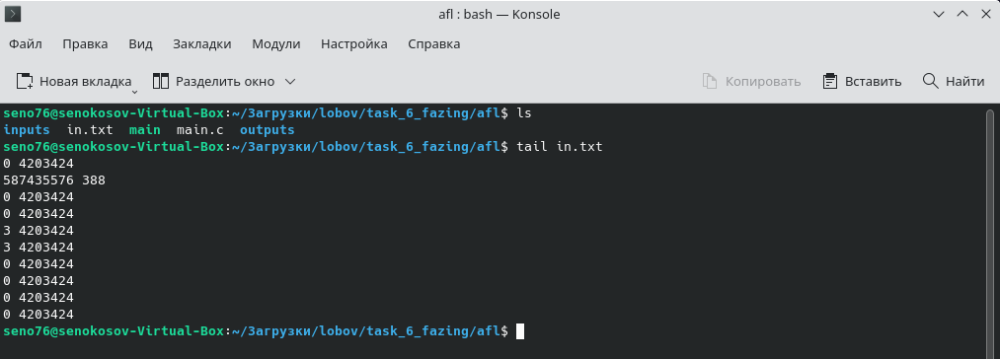 afl : bash — Konsole
Файл Правка Вид Закладки Модули Настройка Справка
Новая вкладка Разделить окно Копировать Вставить Найти
seno76@senokosov-Virtual-Box:~/Загрузки/lobov/task_6_fazing/afl$ ls
inputs in.txt main main.c outputs
seno76@senokosov-Virtual-Box:~/Загрузки/lobov/task_6_fazing/afl$ tail in.txt
0 4203424
587435576 388
0 4203424
0 4203424
3 4203424
3 4203424
0 4203424
0 4203424
0 4203424
0 4203424
seno76@senokosov-Virtual-Box:~/Загрузки/lobov/task_6_fazing/afl$